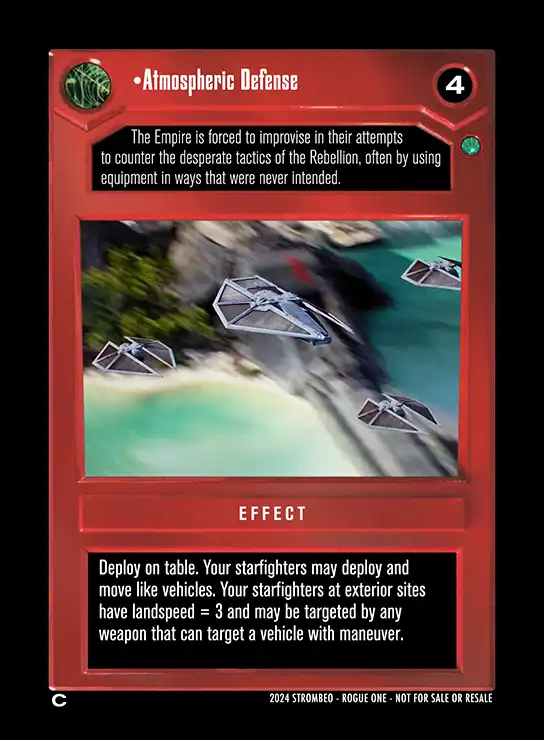 •Atmospheric Defense
4
The Empire is forced to improvise in their attempts
to counter the desperate tactics of the Rebellion, often by using
equipment in ways that were never intended.
EFFECT
Deploy on table. Your starfighters may deploy and
move like vehicles. Your starfighters at exterior sites
have landspeed = 3 and may be targeted by any
weapon that can target a vehicle with maneuver.
C
2024 STROMBEO - ROGUE ONE - NOT FOR SALE OR RESALE